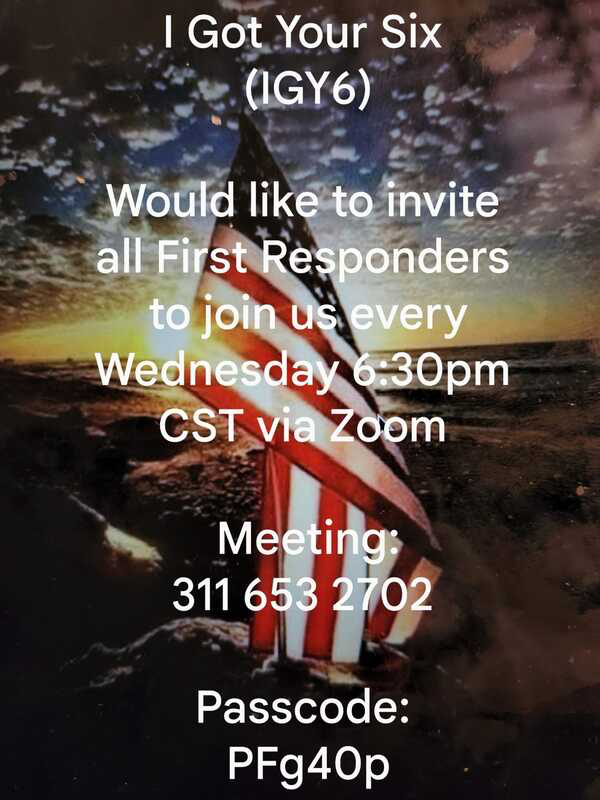 I Got Your Six
(IGY6)
Would like to invite
all First Responders
to join us every
Wednesday 6:30pm
CST via Zoom
Meeting:
311 653 2702
Passcode:
PFg40p